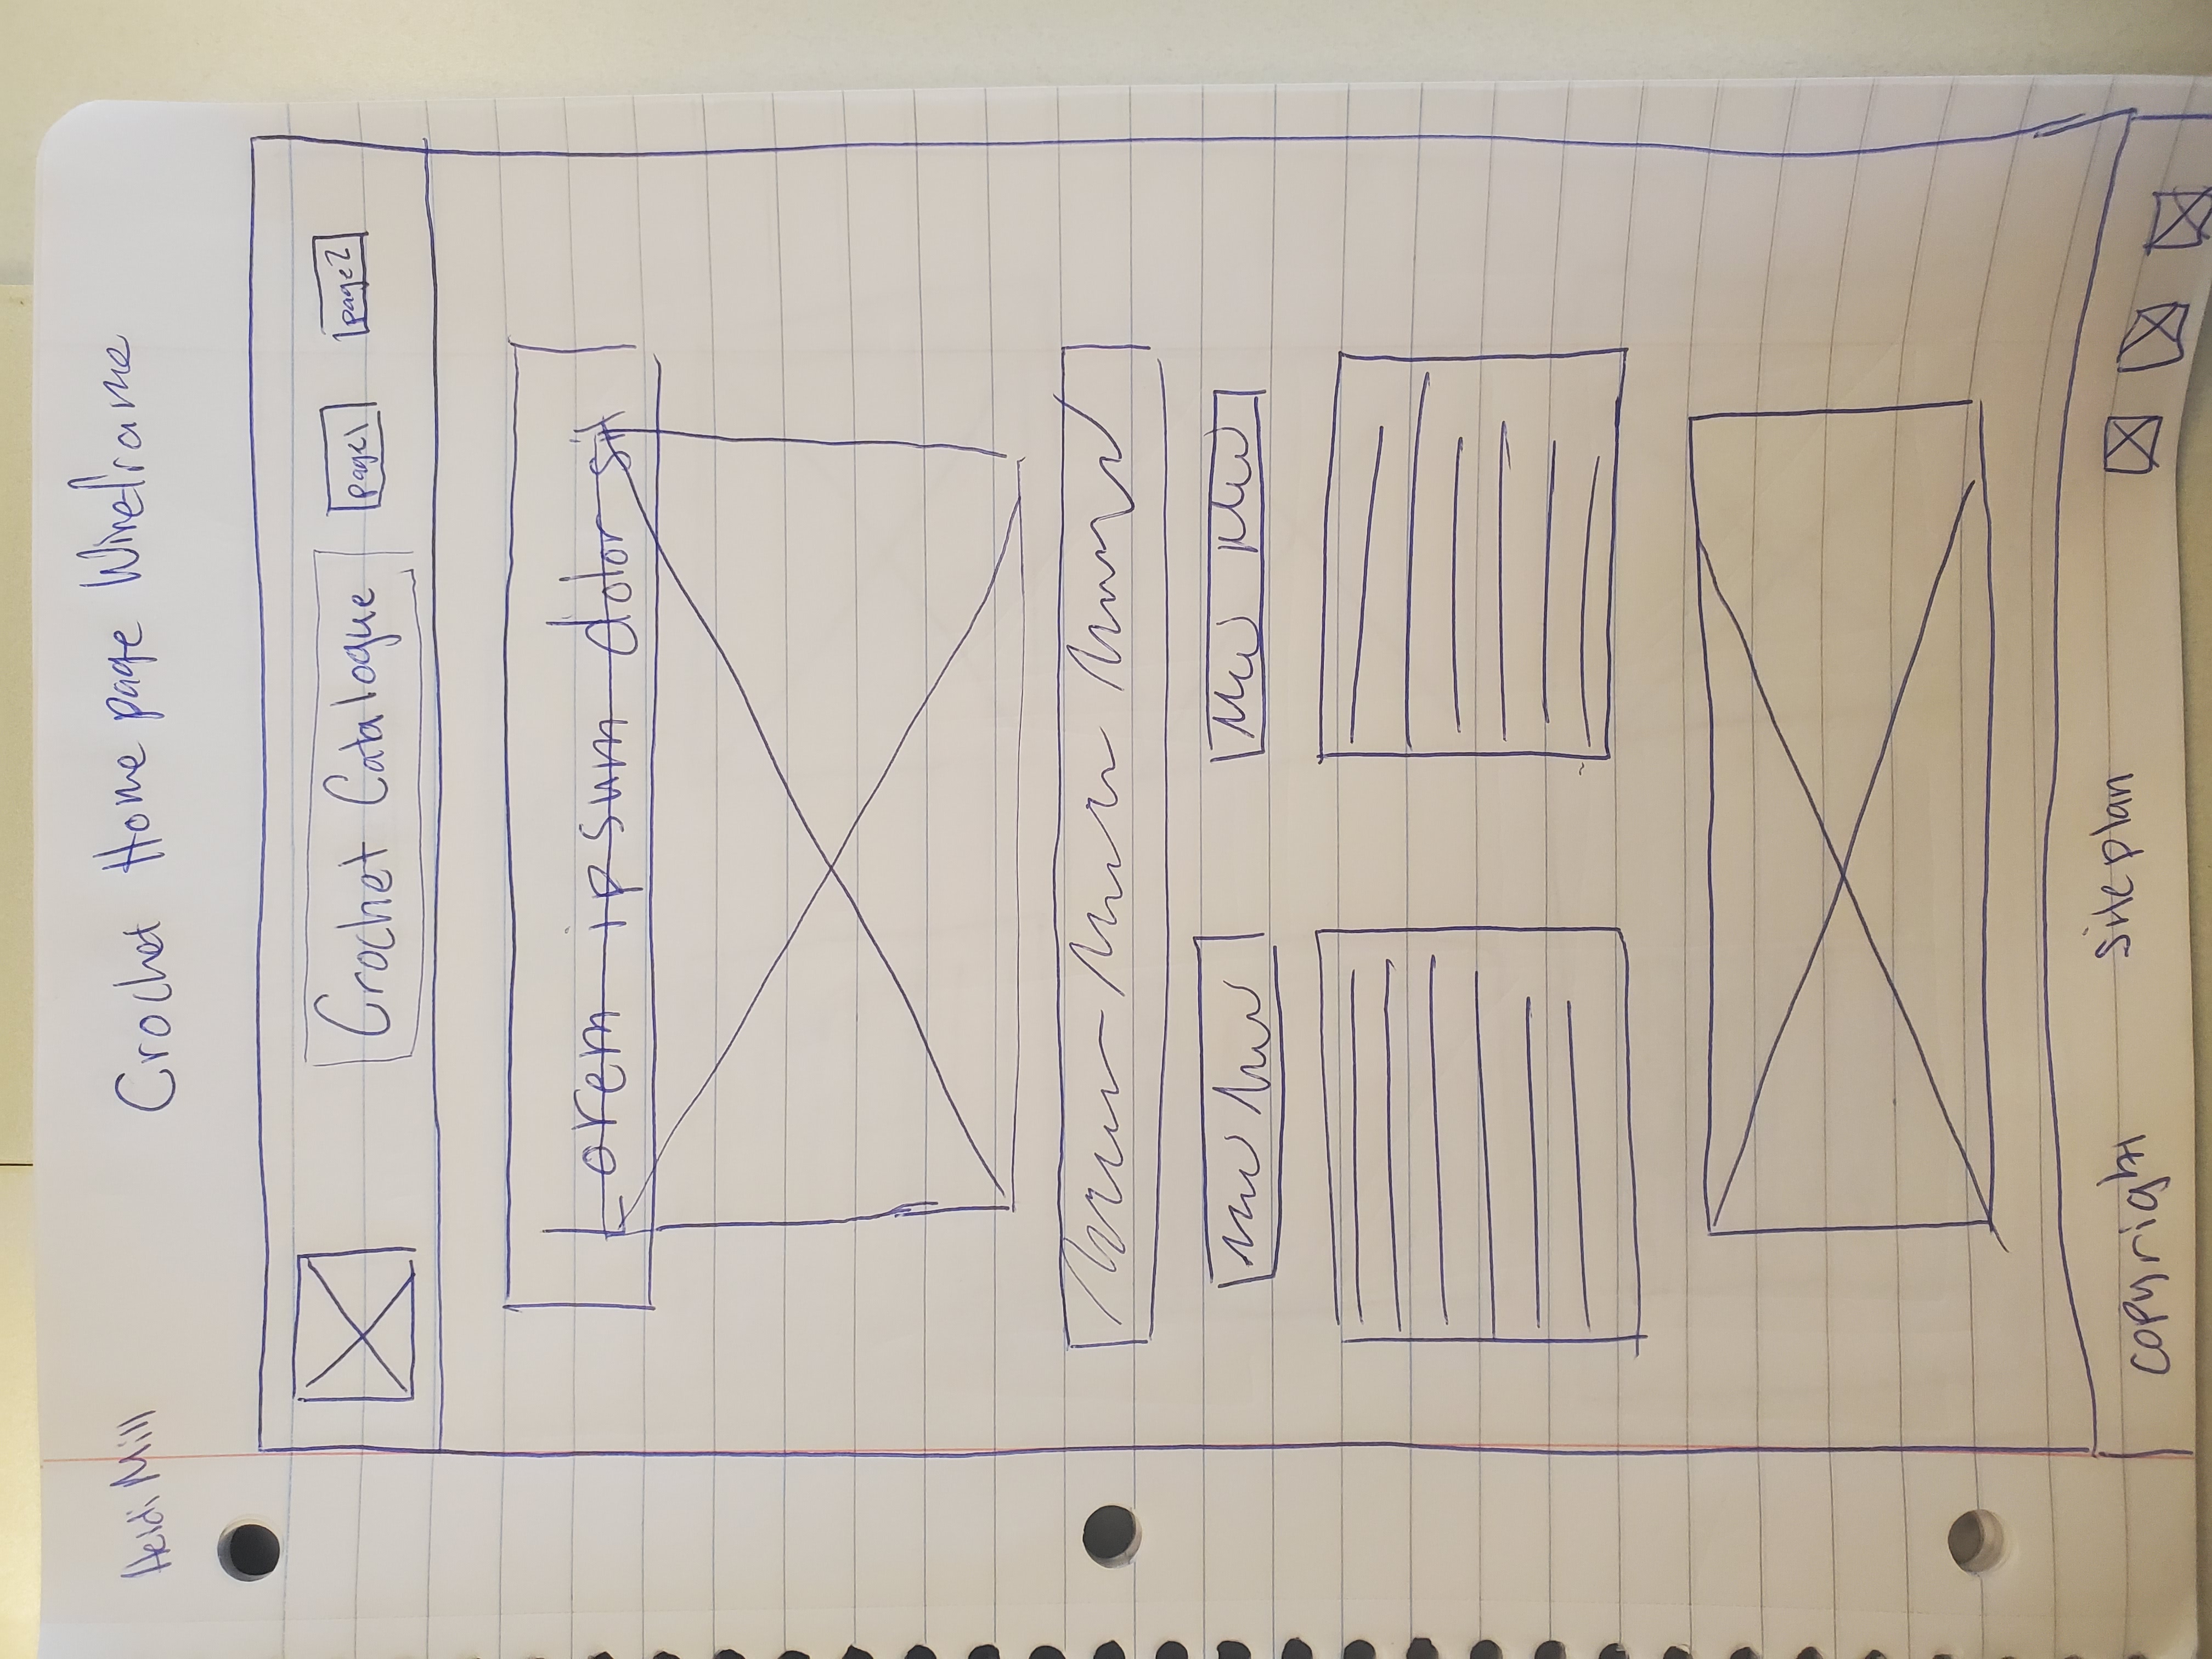 Heidi Mill
Crochet Home page Wireframe
Crochet Catalogue page1 page2
Lorem ipsum dolor sit
copyright site plan